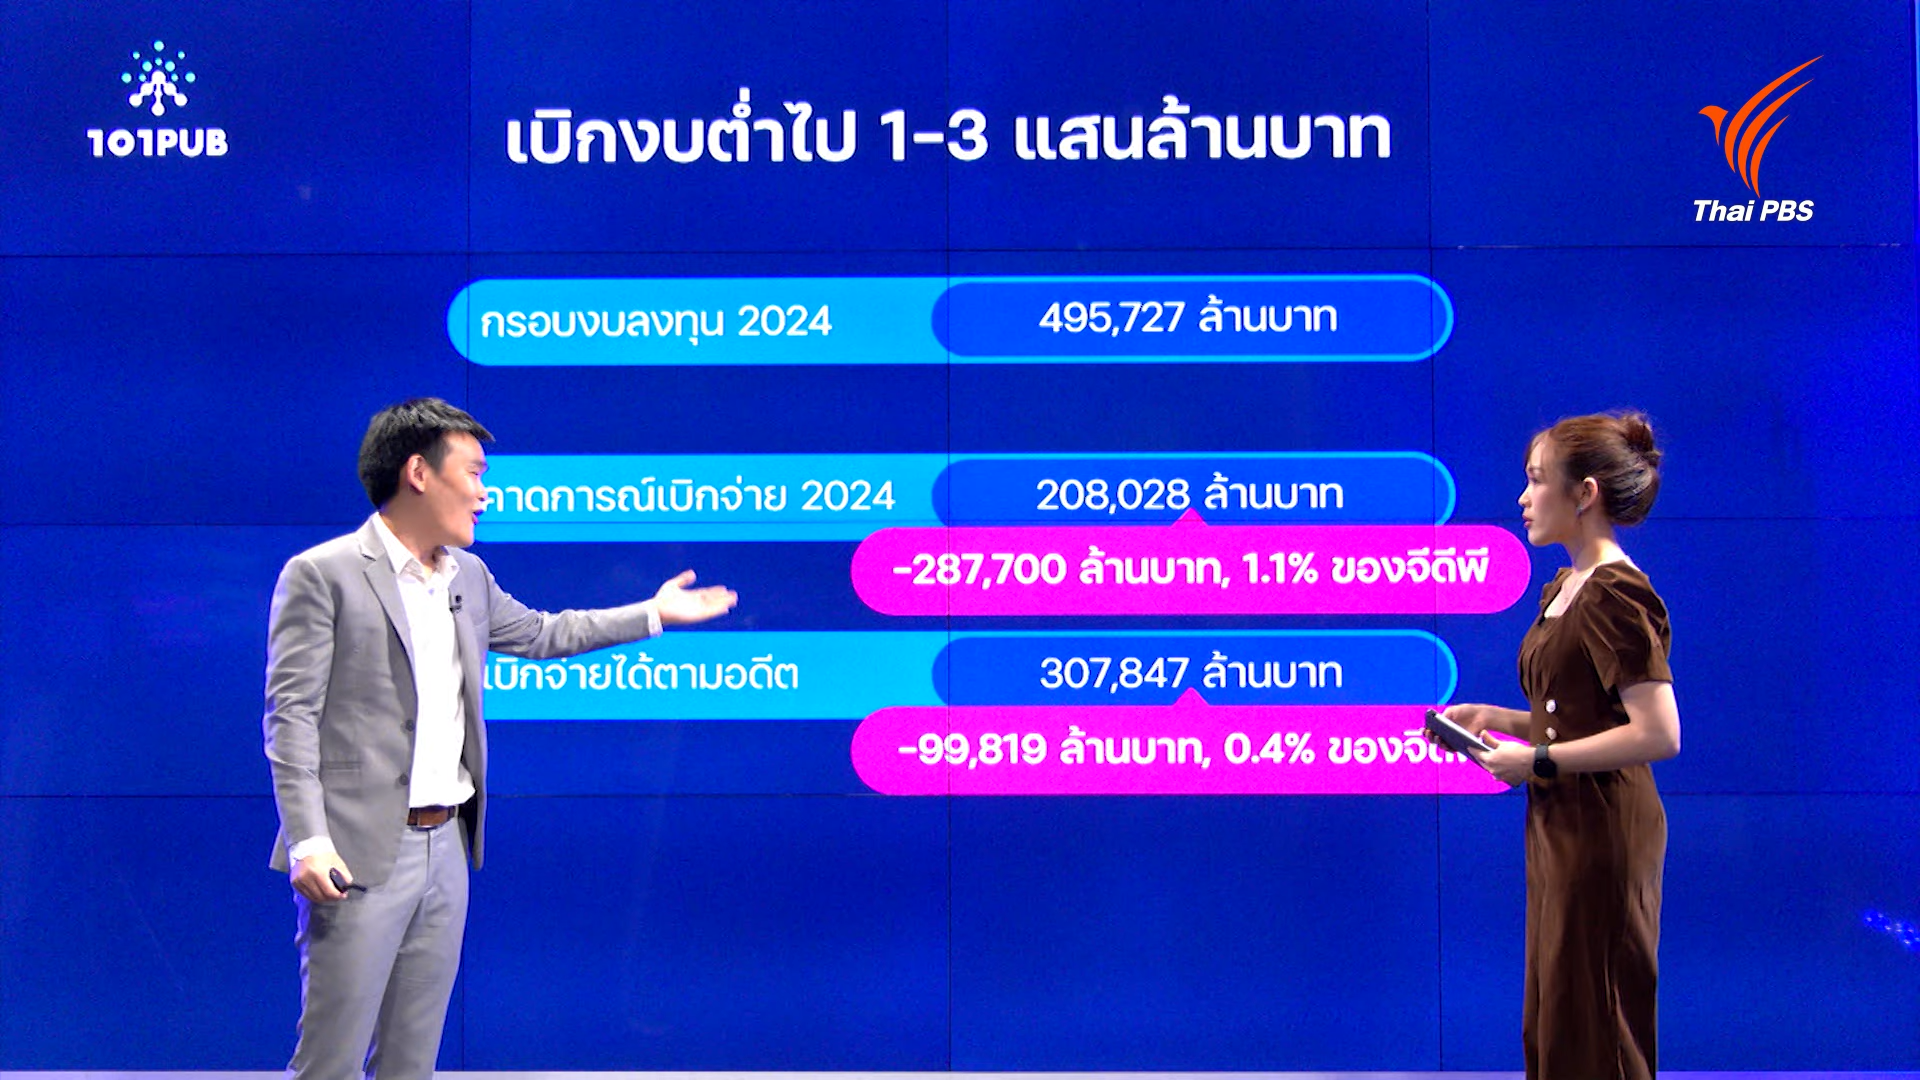 101PUB
เบิกงบต่ำไป 1-3 แสนล้านบาท
Thai PBS
กรอบงบลงทุน 2024 495,727 ล้านบาท
คาดการณ์เบิกจ่าย 2024 208,028 ล้านบาท
-287,700 ล้านบาท, 1.1% ของจีดีพี
เบิกจ่ายได้ตามอดีต 307,847 ล้านบาท
-99,819 ล้านบาท, 0.4%